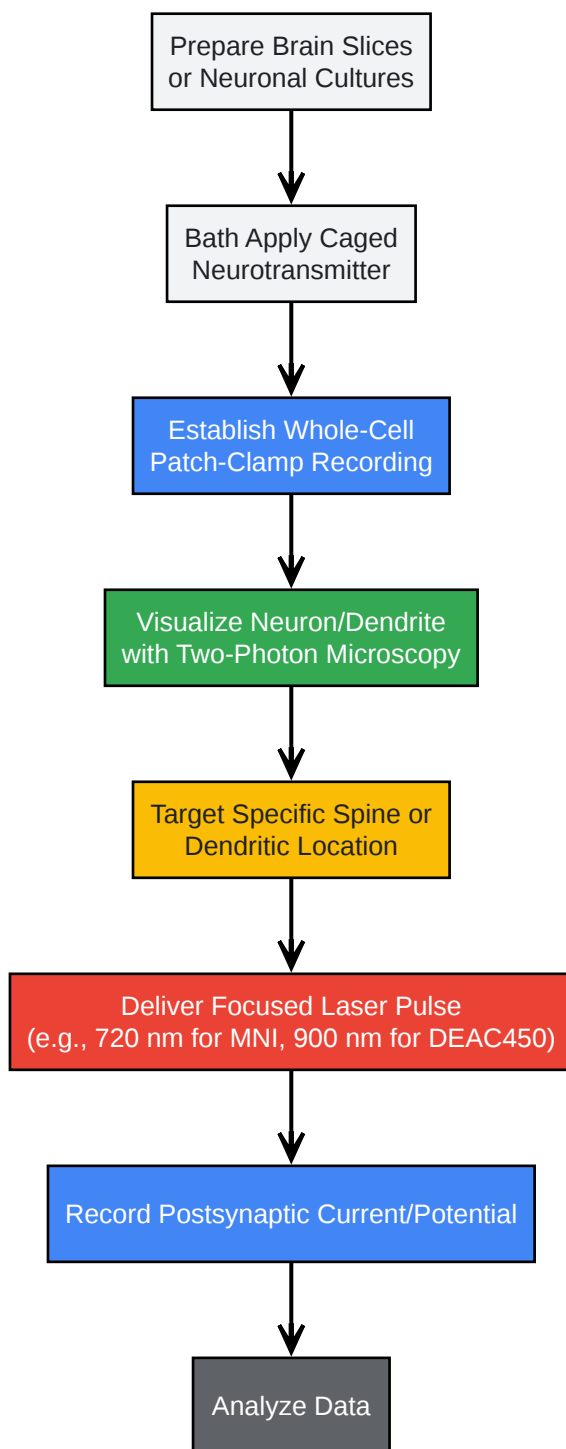 Prepare Brain Slices
or Neuronal Cultures
Bath Apply Caged
Neurotransmitter
Establish Whole-Cell
Patch-Clamp Recording
Visualize Neuron/Dendrite
with Two-Photon Microscopy
Target Specific Spine or
Dendritic Location
Deliver Focused Laser Pulse
(e.g., 720 nm for MNI, 900 nm for DEAC450)
Record Postsynaptic Current/Potential
Analyze Data